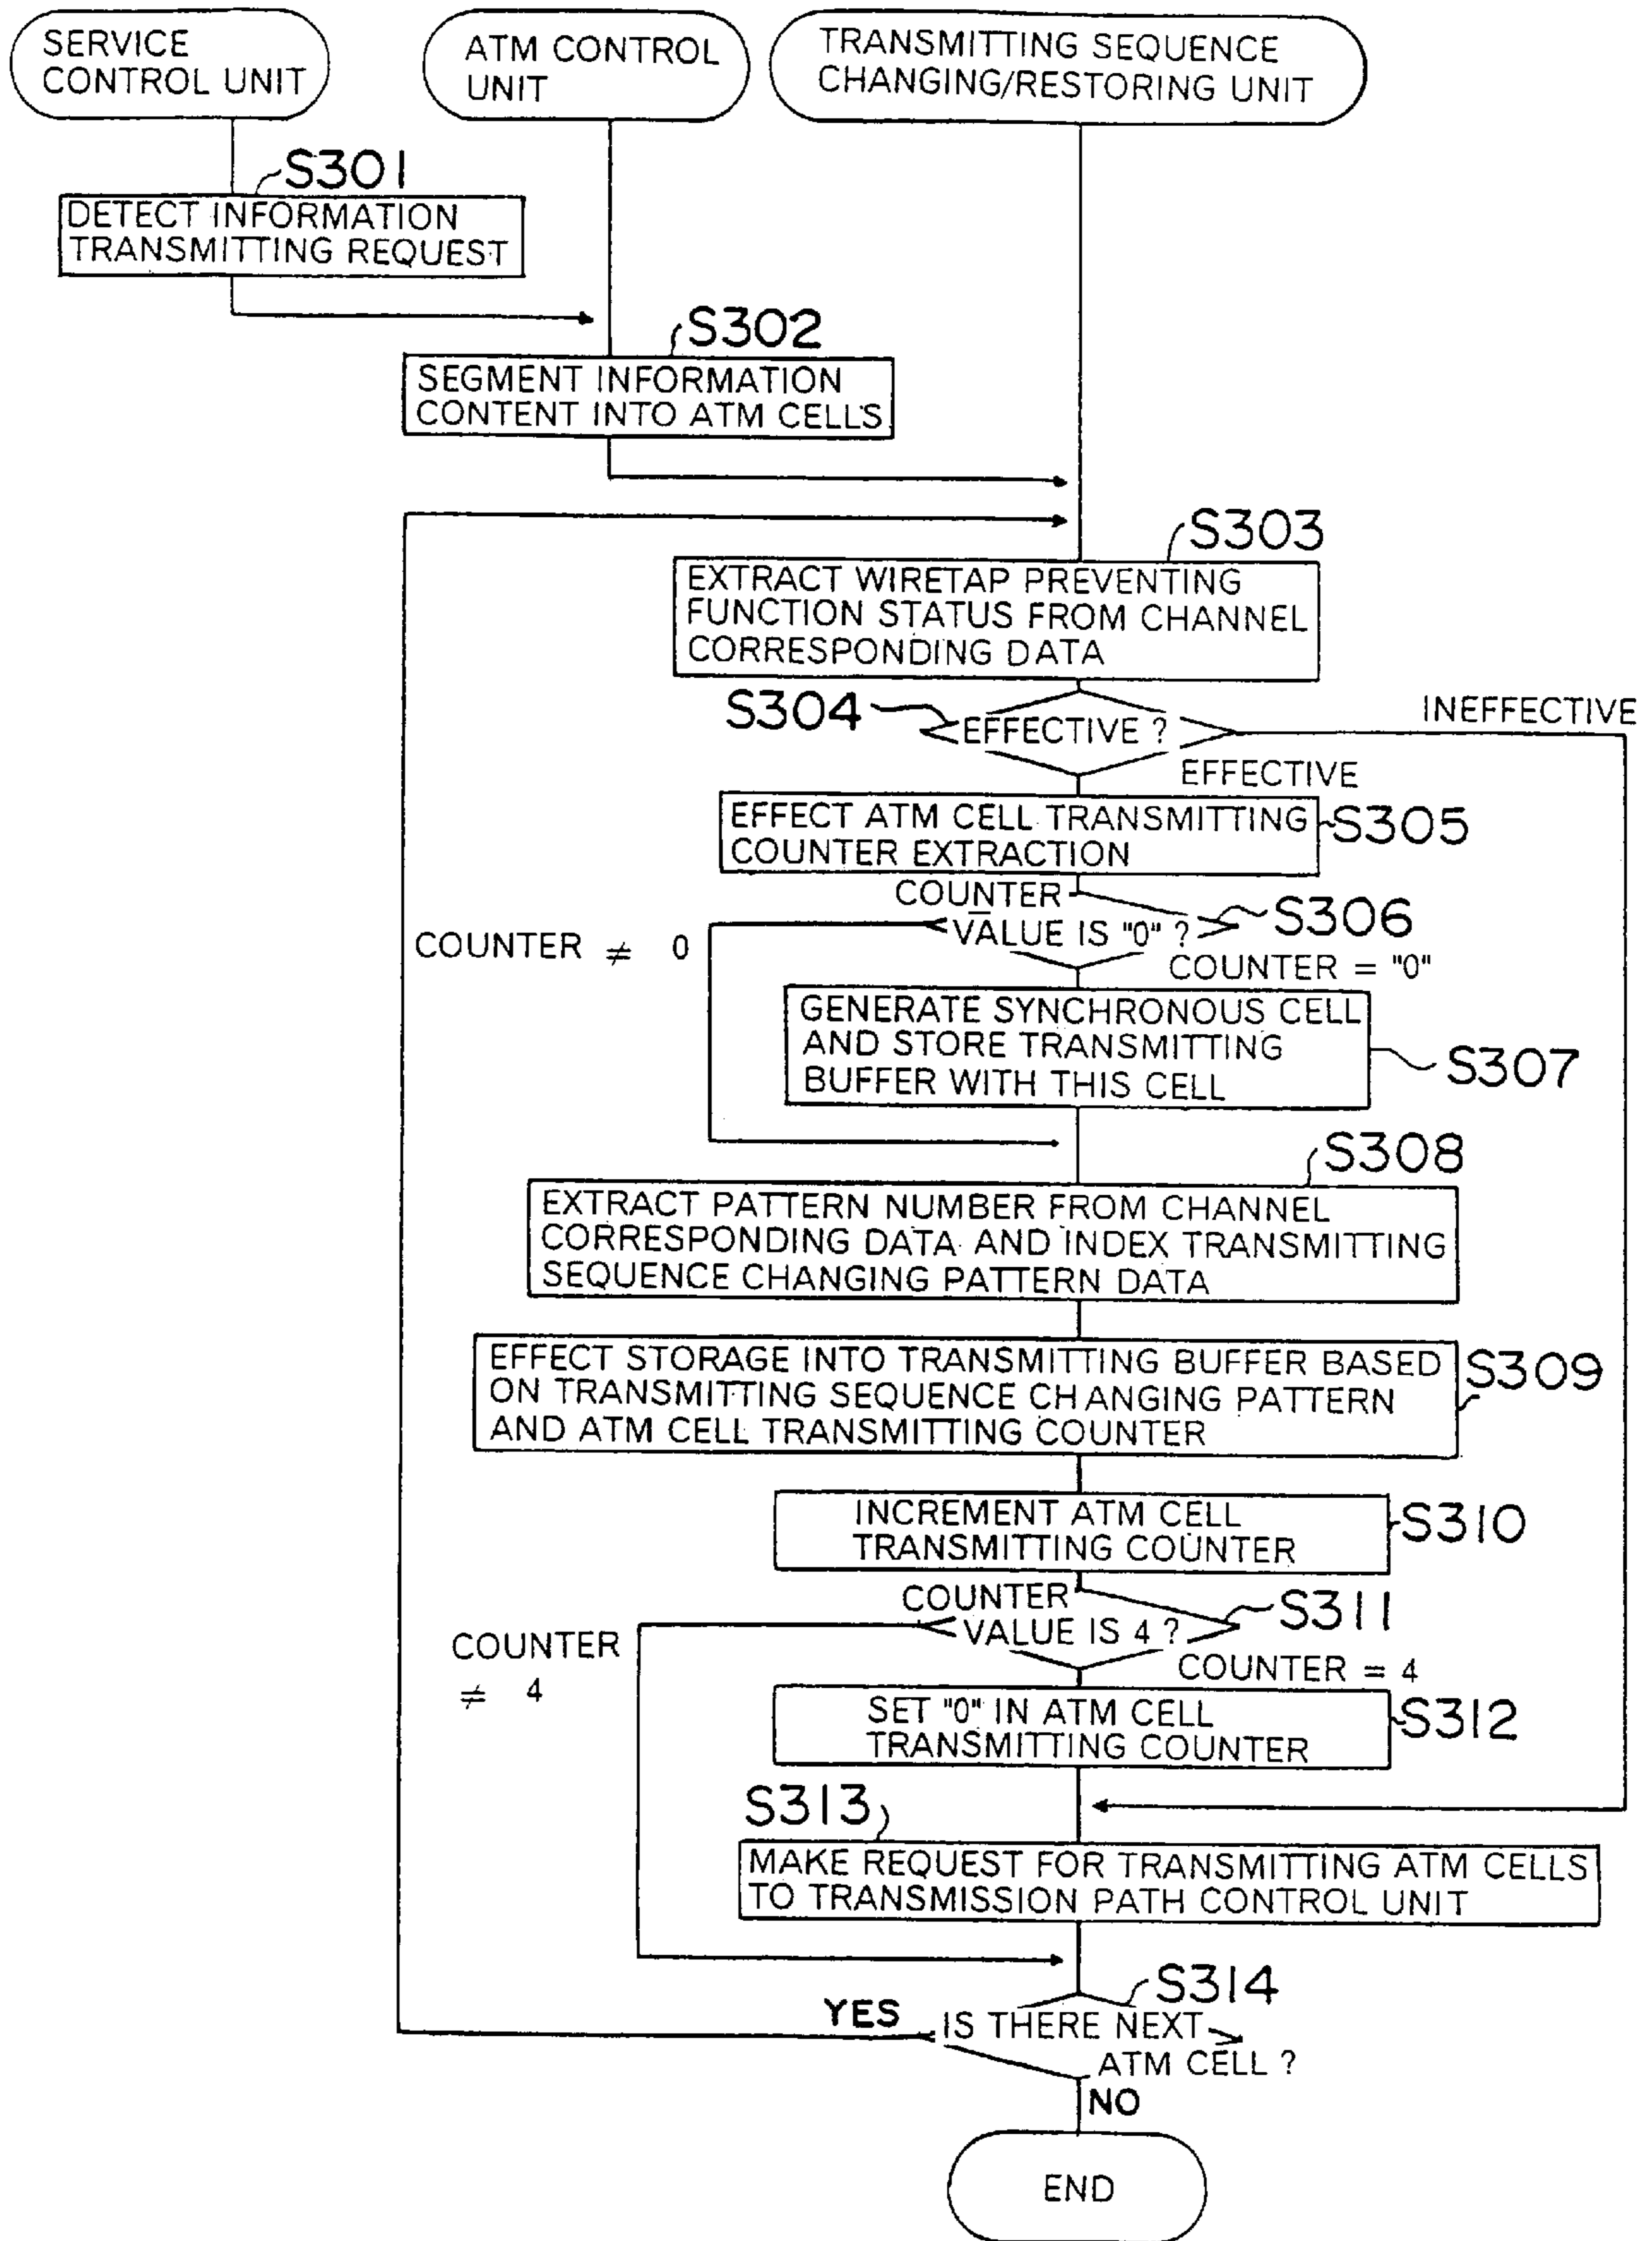 SERVICE
CONTROL UNIT
ATM CONTROL
UNIT
TRANSMITTING SEQUENCE
CHANGING/RESTORING UNIT
S301
DETECT INFORMATION
TRANSMITTING REQUEST
S302
SEGMENT INFORMATION
CONTENT INTO ATM CELLS
S303
EXTRACT WIRETAP PREVENTING
FUNCTION STATUS FROM CHANNEL
CORRESPONDING DATA
S304
EFFECTIVE ?
INEFFECTIVE
EFFECTIVE
EFFECT ATM CELL TRANSMITTING
COUNTER EXTRACTION
S305
COUNTER
VALUE IS "0" ?
S306
COUNTER ≠ 0
COUNTER = "0"
GENERATE SYNCHRONOUS CELL
AND STORE TRANSMITTING
BUFFER WITH THIS CELL
S307
S308
EXTRACT PATTERN NUMBER FROM CHANNEL
CORRESPONDING DATA AND INDEX TRANSMITTING
SEQUENCE CHANGING PATTERN DATA
EFFECT STORAGE INTO TRANSMITTING BUFFER BASED
ON TRANSMITTING SEQUENCE CHANGING PATTERN
AND ATM CELL TRANSMITTING COUNTER
S309
INCREMENT ATM CELL
TRANSMITTING COUNTER
S310
COUNTER
VALUE IS 4 ?
S311
COUNTER
≠ 4
COUNTER = 4
SET "0" IN ATM CELL
TRANSMITTING COUNTER
S312
S313
MAKE REQUEST FOR TRANSMITTING ATM CELLS
TO TRANSMISSION PATH CONTROL UNIT
S314
YES
IS THERE NEXT
ATM CELL ?
NO
END